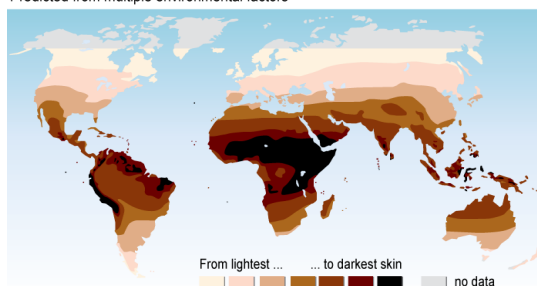 Predicted from multiple environmental factors
From lightest ... ... to darkest skin
no data